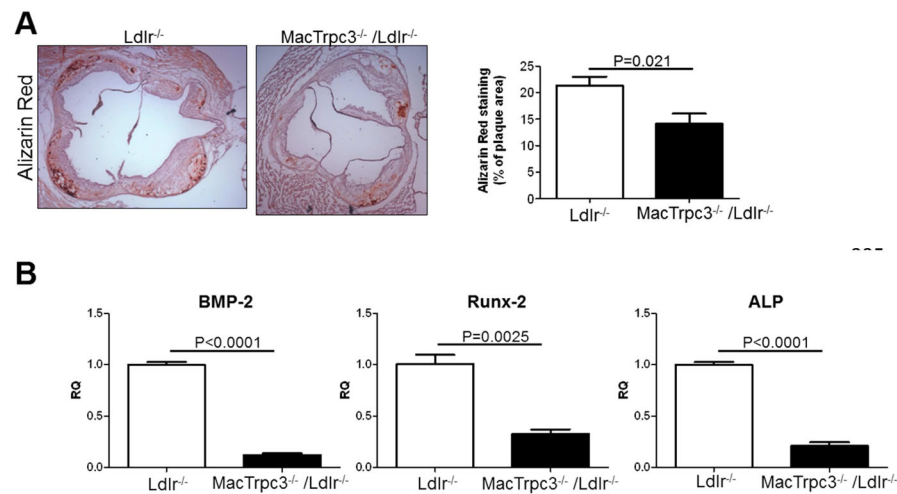 A
Ldlr-/-
MacTrpc3-/- /Ldlr-/-
Alizarin Red
Alizarin Red staining
(% of plaque area)
25
20
15
10
5
0
P=0.021
Ldlr-/-
MacTrpc3-/- /Ldlr-/-
B
BMP-2
RQ
1.5
1.0
0.5
0.0
P<0.0001
Ldlr-/-
MacTrpc3-/- /Ldlr-/-
Runx-2
RQ
1.5
1.0
0.5
0.0
P=0.0025
Ldlr-/-
MacTrpc3-/- /Ldlr-/-
ALP
RQ
1.5
1.0
0.5
0.0
P<0.0001
Ldlr-/-
MacTrpc3-/- /Ldlr-/-